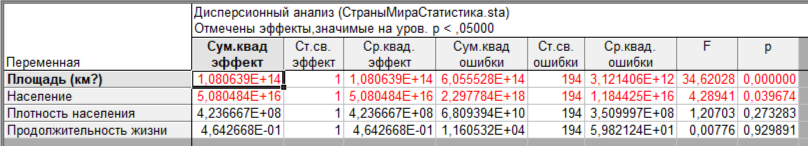 Дисперсионный анализ (СтраныМираСтатистика.sta)
Отмечены эффекты,значимые на уров. p < ,05000
Переменная Сум.квад эффект Ст.св. эффект Ср.квад. эффект Сум.квад ошибки Ст.св. ошибки Ср.квад. ошибки F p
Площадь (км?) 1,080639E+14 1 1,080639E+14 6,055528E+14 194 3,121406E+12 34,62028 0,000000
Население 5,080484E+16 1 5,080484E+16 2,297784E+18 194 1,184425E+16 4,28941 0,039674
Плотность населения 4,236667E+08 1 4,236667E+08 6,809394E+10 194 3,509997E+08 1,20703 0,273283
Продолжительность жизни 4,642668E-01 1 4,642668E-01 1,160532E+04 194 5,982124E+01 0,00776 0,929891